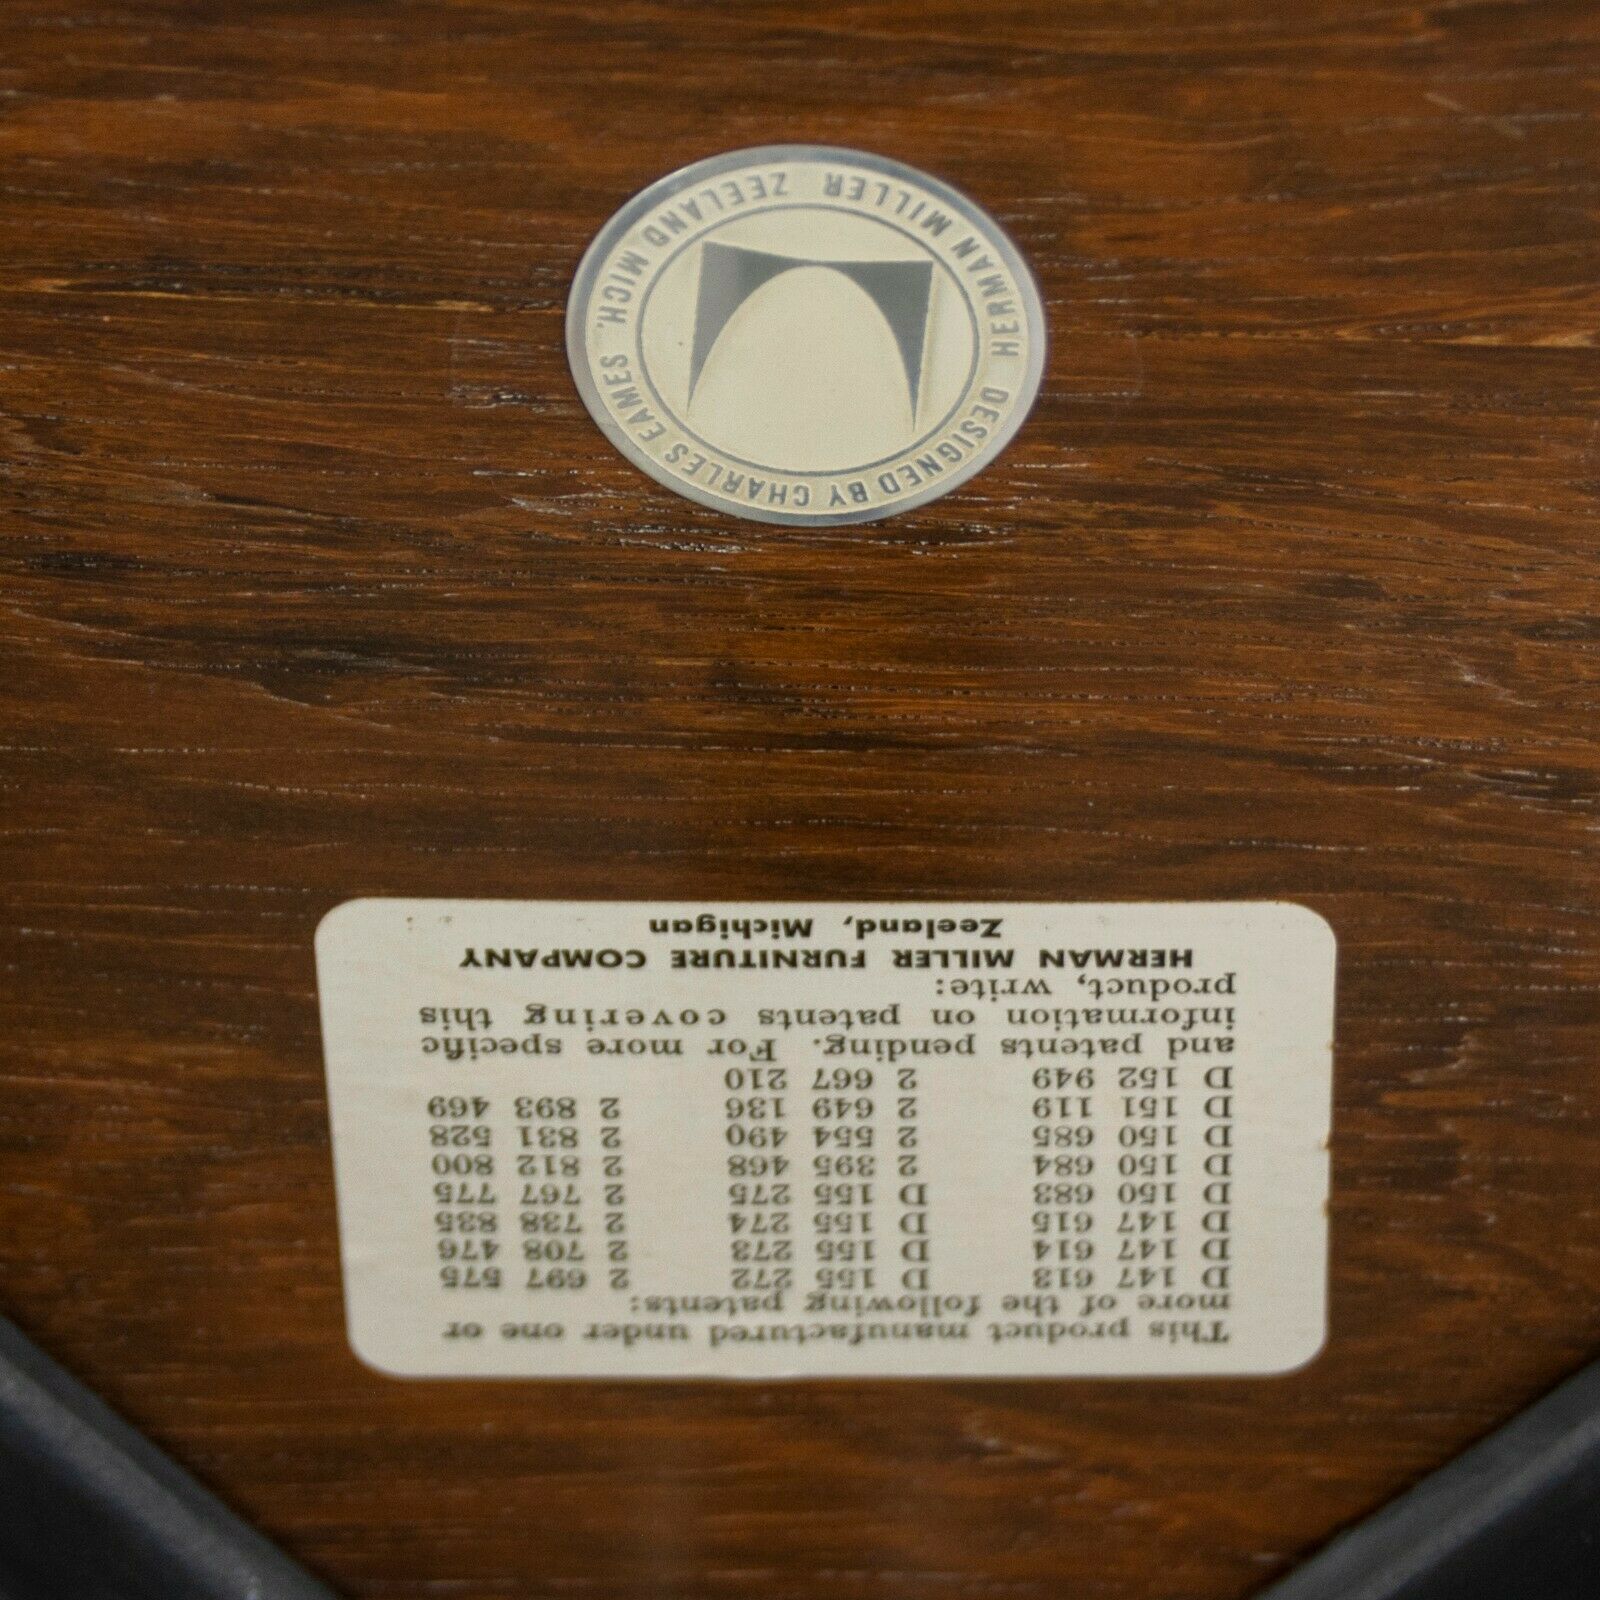 HERMAN MILLER ZEELAND MICH.
DESIGNED BY CHARLES EAMES
This product manufactured under one or
more of the following patents:
D 147 613 D 155 272 2 697 575
D 147 614 D 155 273 2 708 476
D 147 615 D 155 274 2 738 835
D 150 683 D 155 275 2 767 775
D 150 684 2 395 468 2 812 800
D 150 685 2 554 490 2 831 528
D 151 119 2 649 136 2 893 469
D 152 949 2 667 210
and patents pending. For more specific
information on patents covering this
product, write:
HERMAN MILLER FURNITURE COMPANY
Zeeland, Michigan